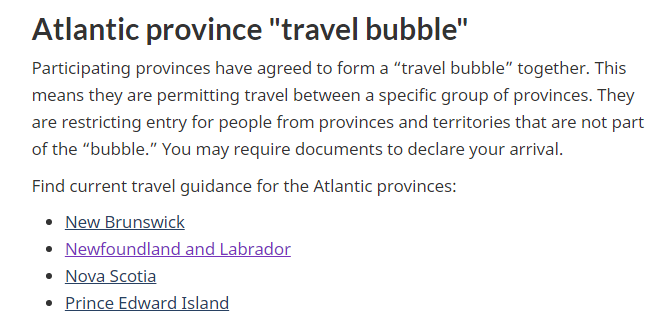 Atlantic province "travel bubble"
Participating provinces have agreed to form a “travel bubble” together. This
means they are permitting travel between a specific group of provinces. They
are restricting entry for people from provinces and territories that are not part
of the “bubble.” You may require documents to declare your arrival.
Find current travel guidance for the Atlantic provinces:
• New Brunswick
• Newfoundland and Labrador
• Nova Scotia
• Prince Edward Island